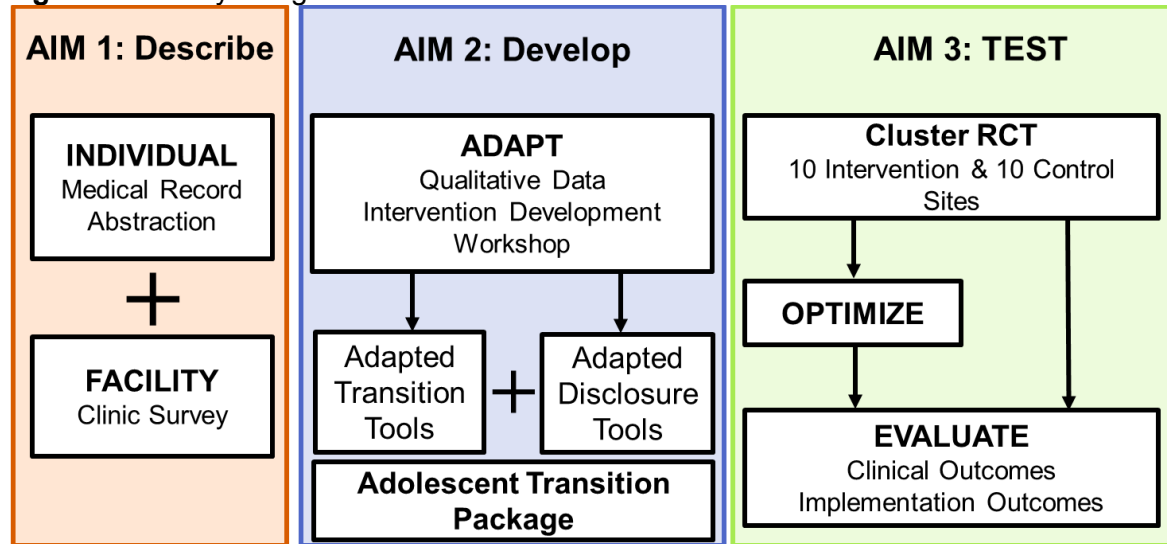 AIM 1: Describe
INDIVIDUAL
Medical Record
Abstraction
+
FACILITY
Clinic Survey
AIM 2: Develop
ADAPT
Qualitative Data
Intervention Development
Workshop
Adapted
Transition
Tools
+
Adapted
Disclosure
Tools
Adolescent Transition
Package
AIM 3: TEST
Cluster RCT
10 Intervention & 10 Control
Sites
OPTIMIZE
EVALUATE
Clinical Outcomes
Implementation Outcomes